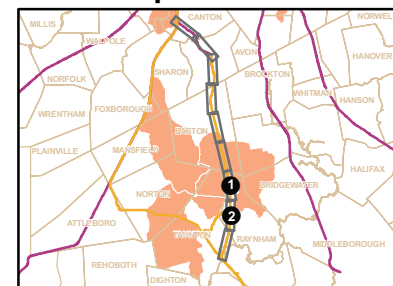 MILLIS
CANTON
NORWEL
WALPOLE
AVON
HANOVER
SHARON
BROCKTON
NORFOLK
WHITMAN
HANSON
FOXBOROUGH
WRENTHAM
EASTON
MANSFIELD
PLAINVILLE
HALIFAX
1
BRIDGEWATER
NORTON
2
ATTLEBORO
TAUNTON
RAYNHAM
MIDDLEBOROUGH
REHOBOTH
DIGHTON